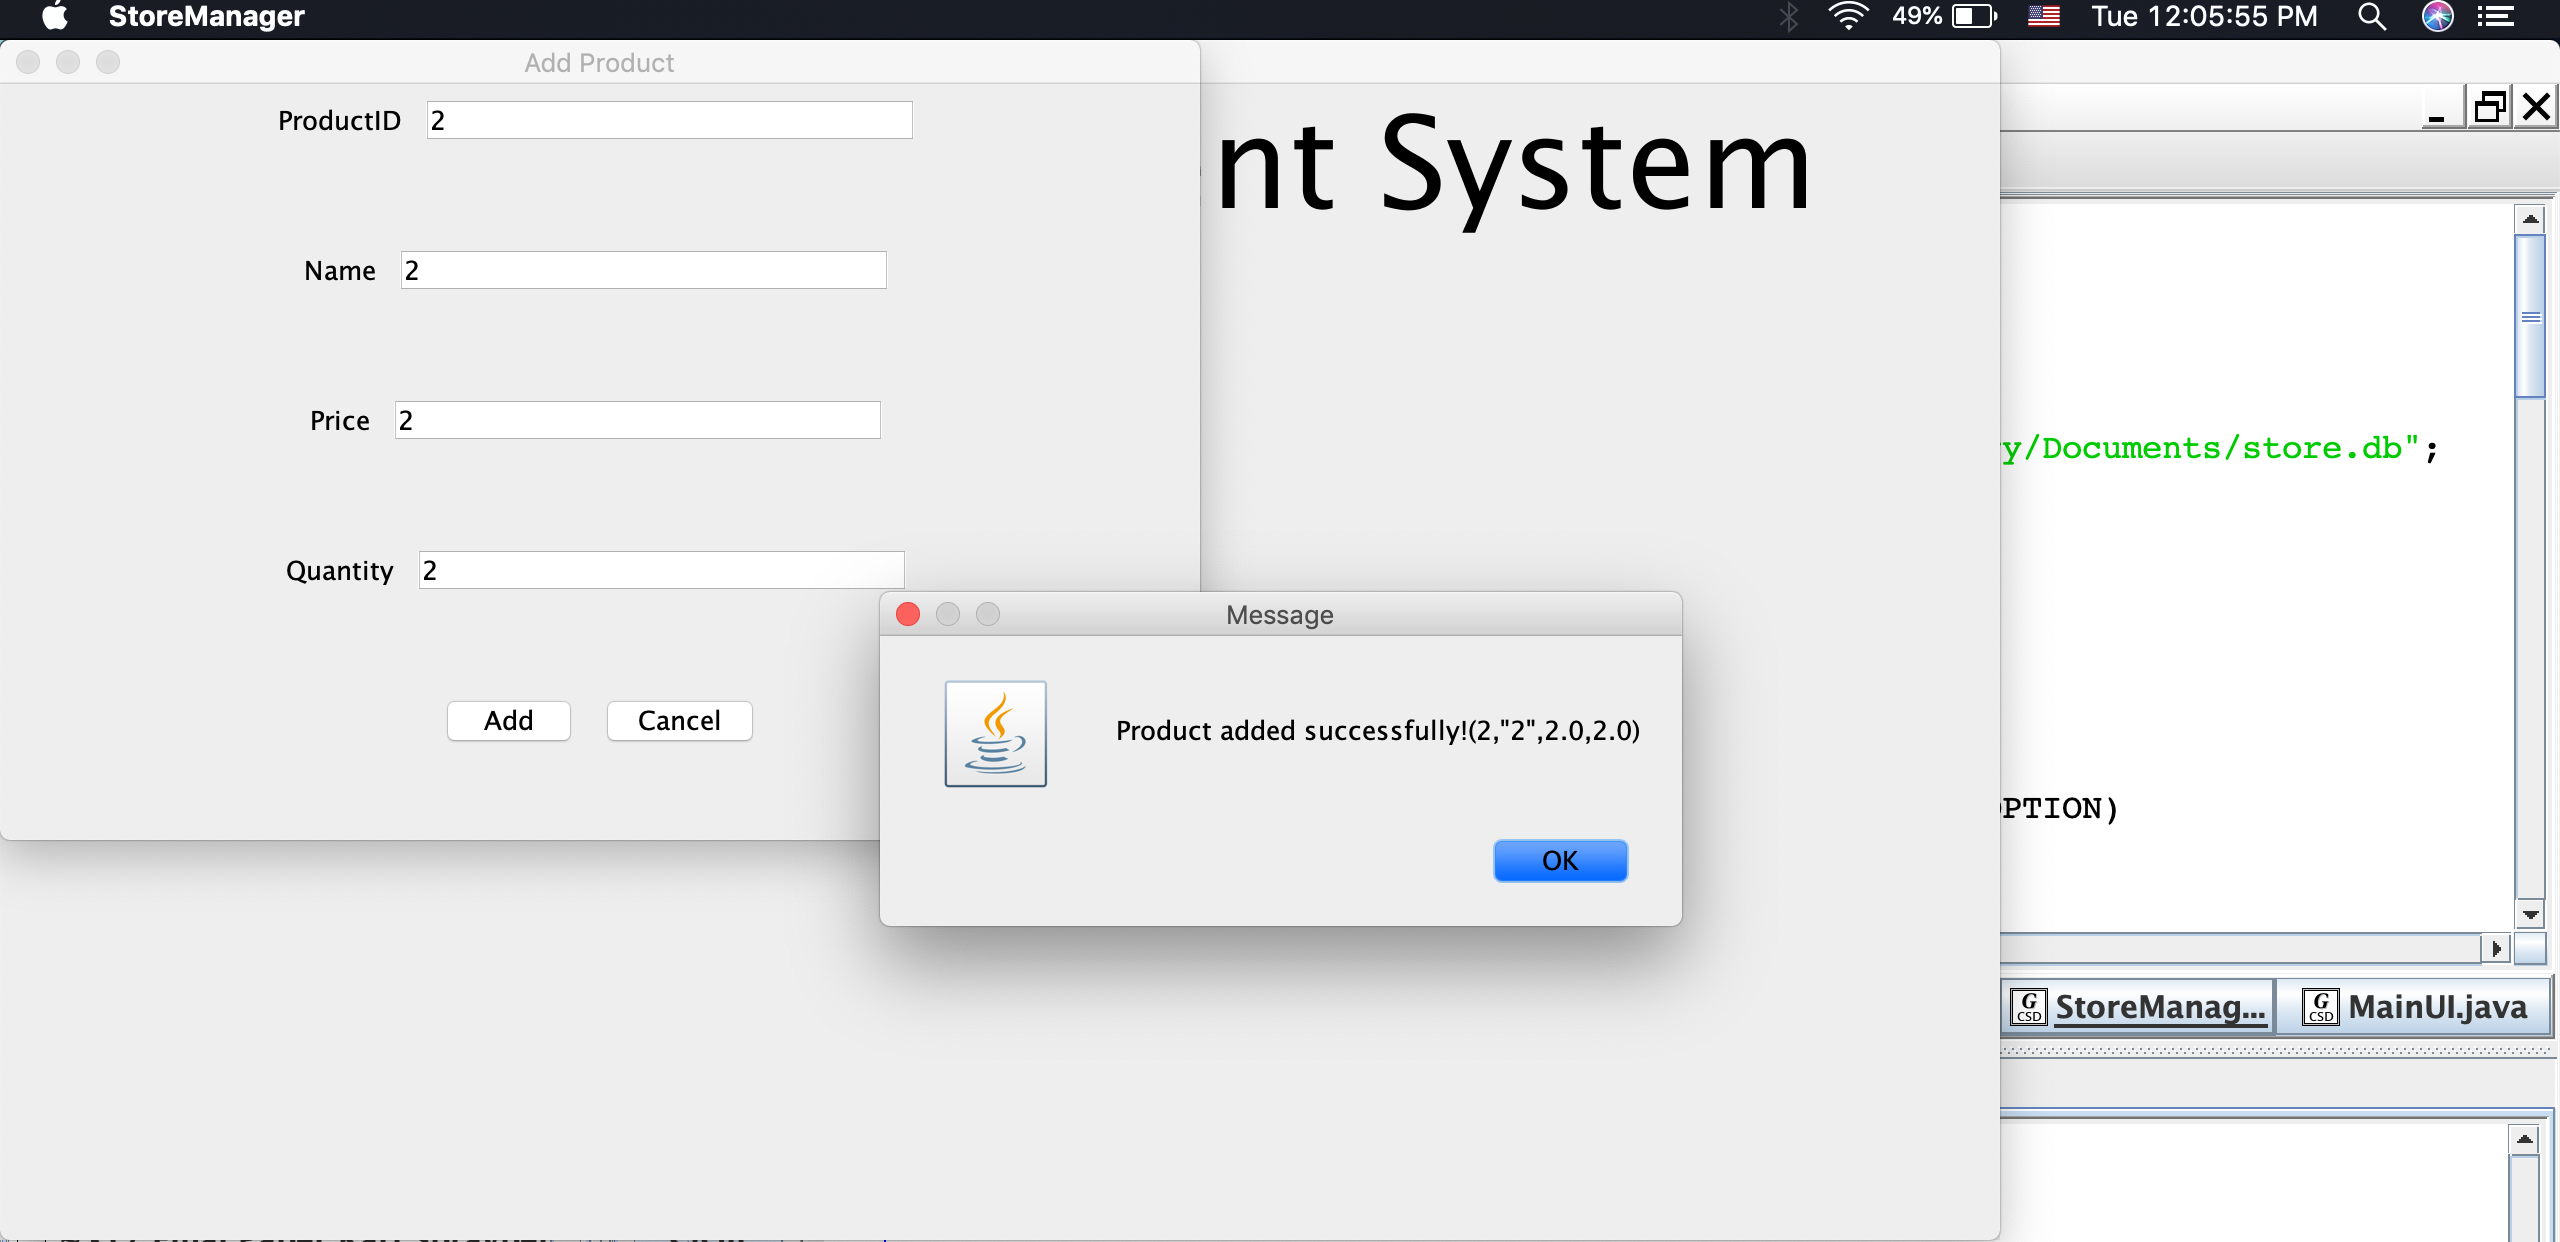 StoreManager
49%
Tue 12:05:55 PM
Add Product
ProductID 2
nt System
Name 2
Price 2
y/Documents/store.db";
Quantity 2
Message
Add
Cancel
Product added successfully!(2,"2",2.0,2.0)
OK
PTION)
G CSD StoreManag...
G CSD MainUI.java